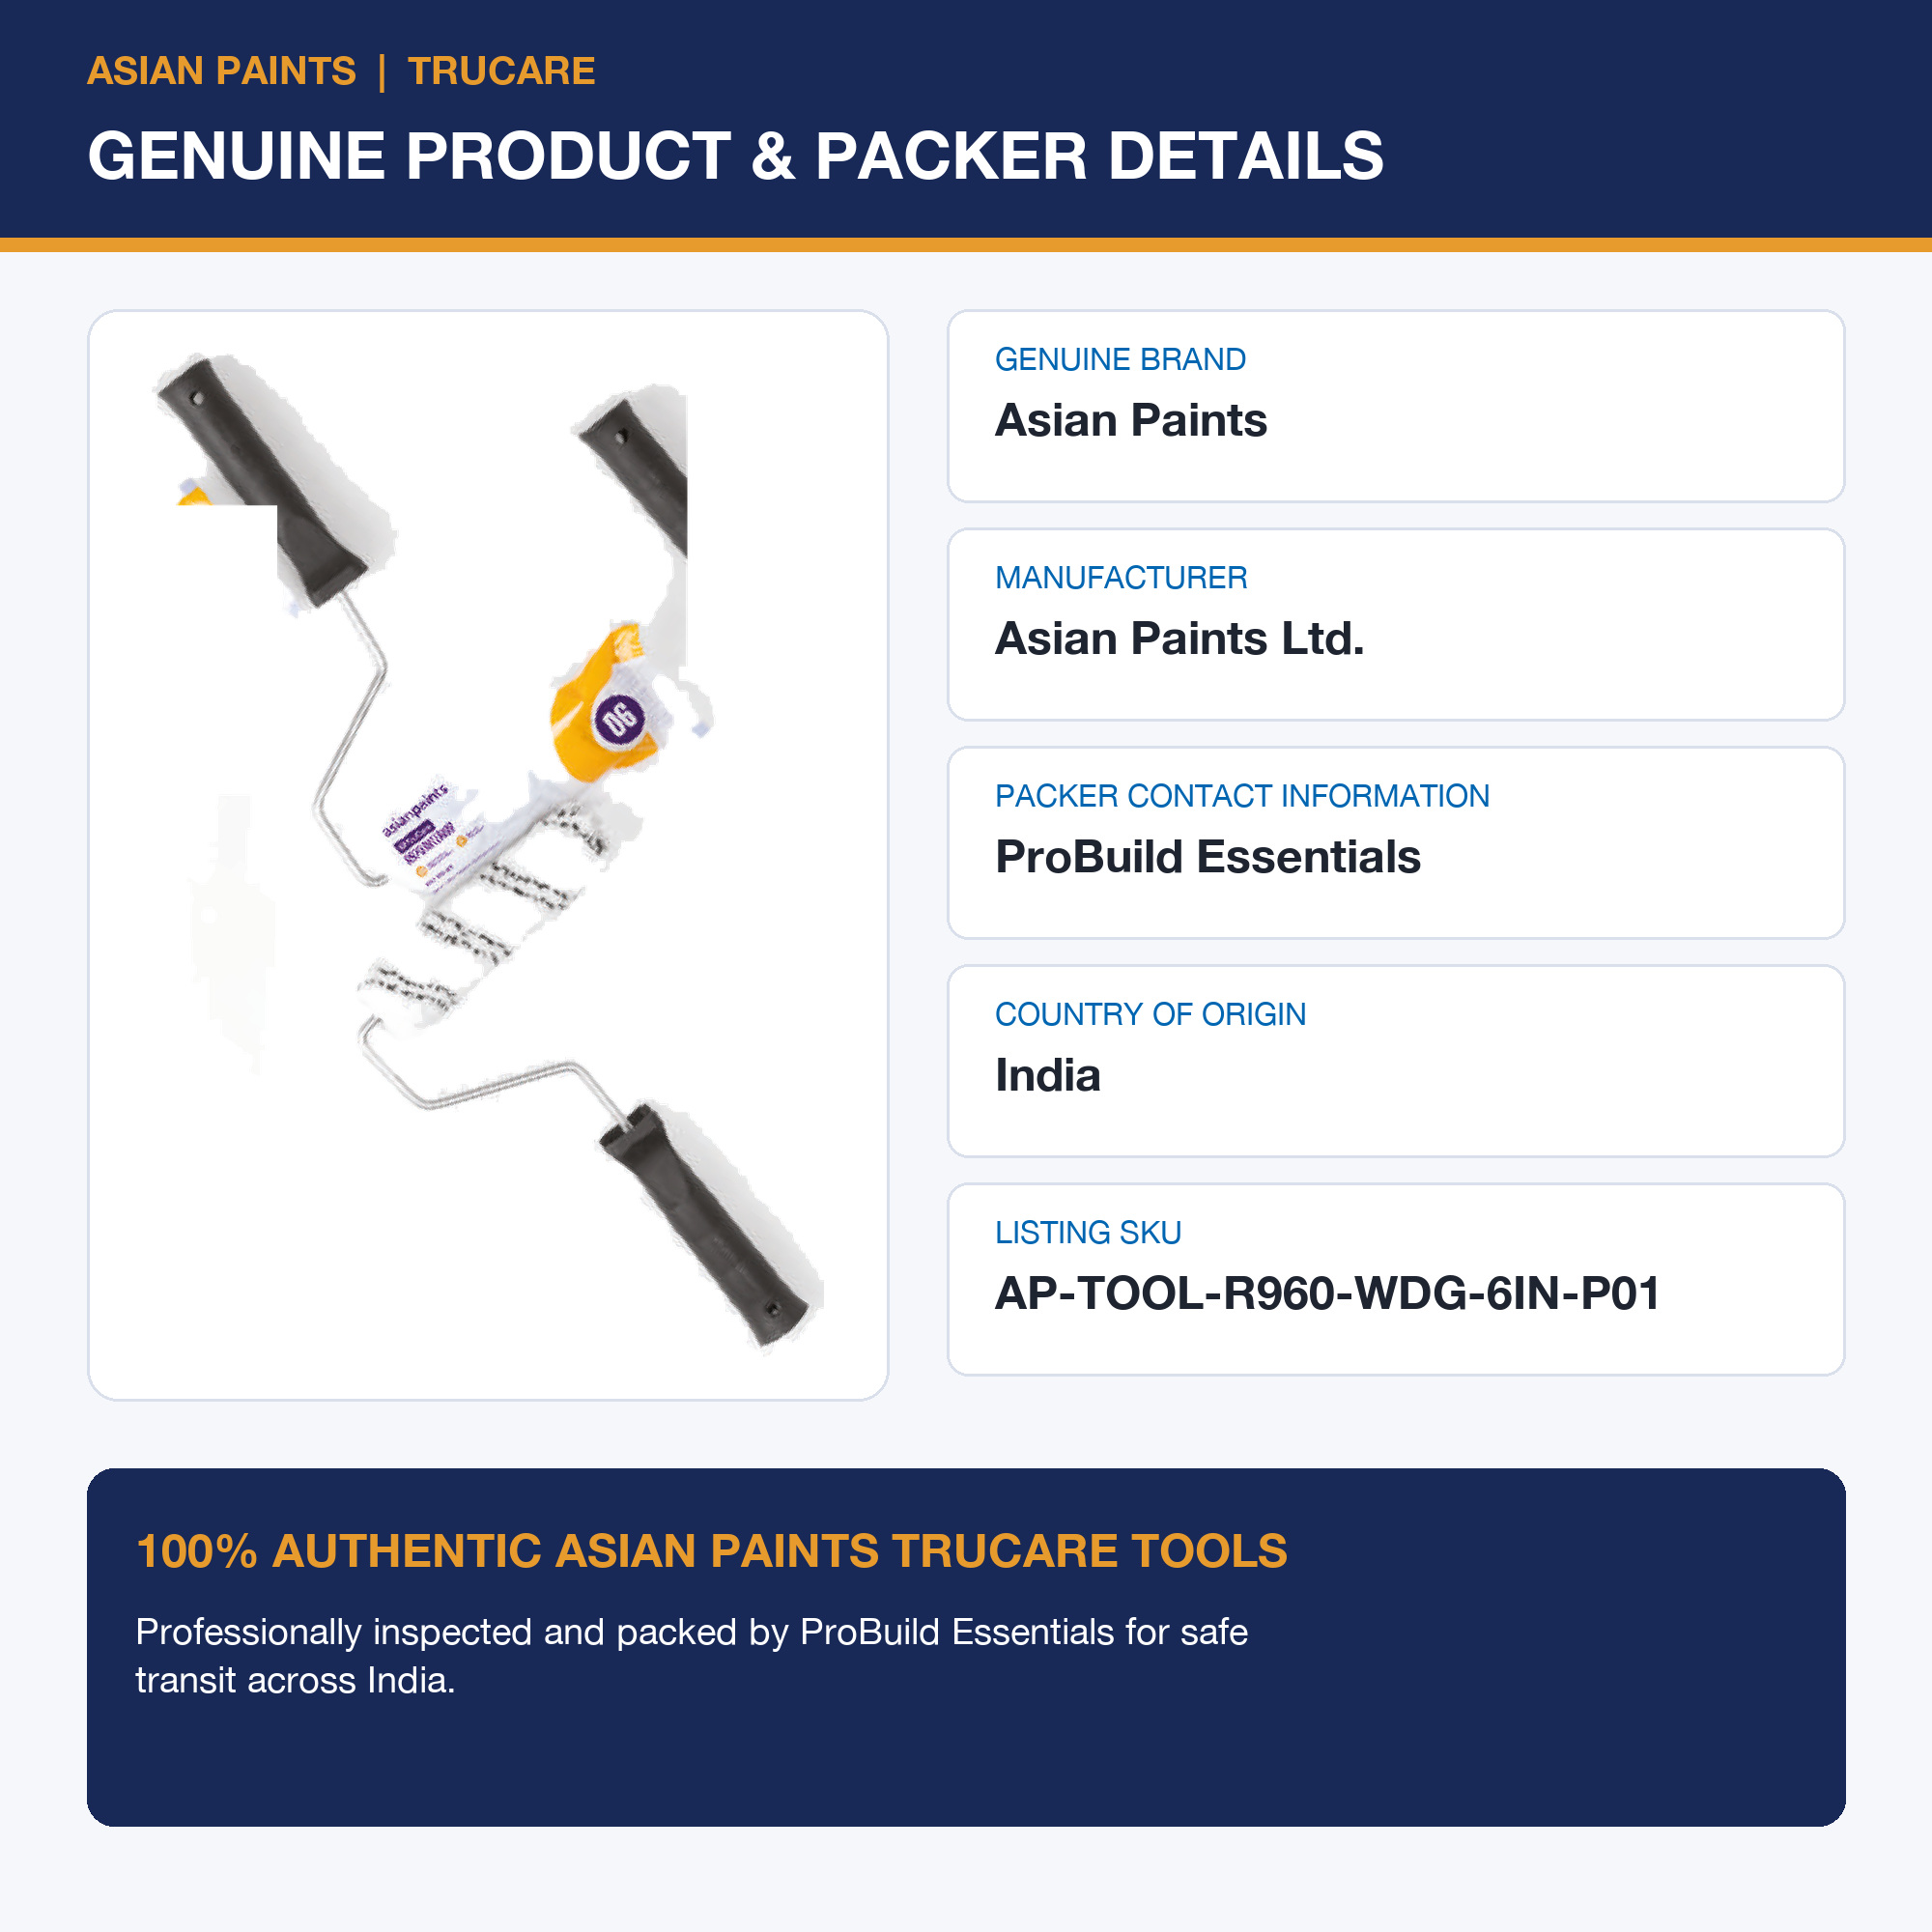 ASIAN PAINTS | TRUCARE
GENUINE PRODUCT & PACKER DETAILS
D6
asianpaints
TruCare
GENUINE BRAND
Asian Paints
MANUFACTURER
Asian Paints Ltd.
PACKER CONTACT INFORMATION
ProBuild Essentials
COUNTRY OF ORIGIN
India
LISTING SKU
AP-TOOL-R960-WDG-6IN-P01
100% AUTHENTIC ASIAN PAINTS TRUCARE TOOLS
Professionally inspected and packed by ProBuild Essentials for safe
transit across India.